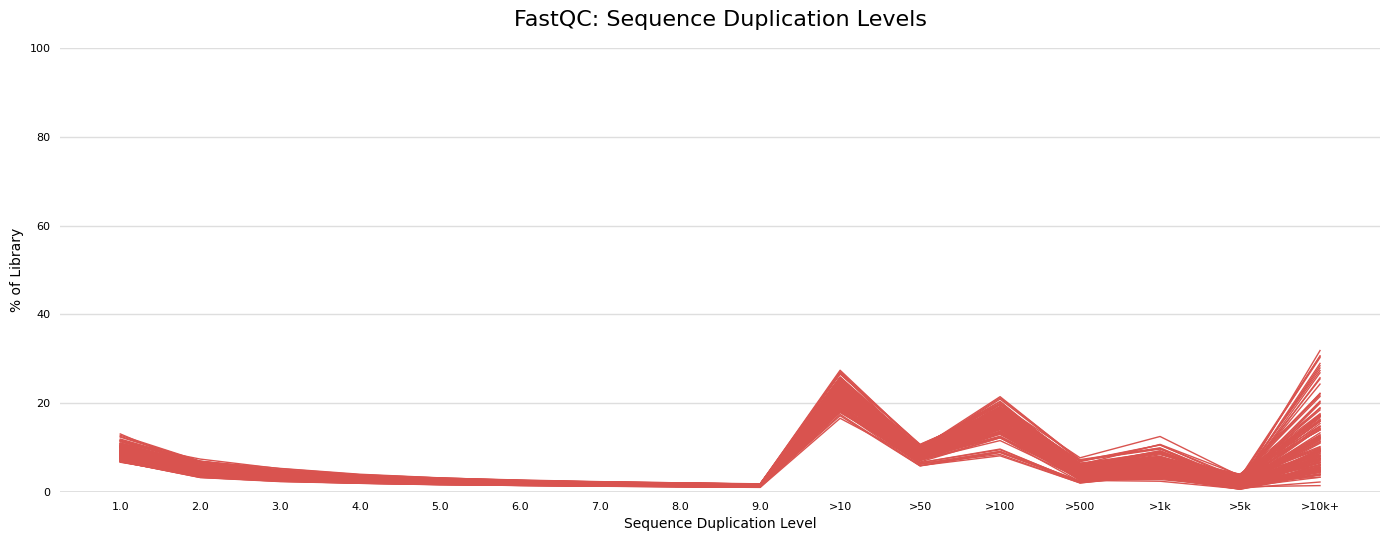 FastQC: Sequence Duplication Levels
100
80
60
40
20
0
% of Library
1.0 2.0 3.0 4.0 5.0 6.0 7.0 8.0 9.0 >10 >50 >100 >500 >1k >5k >10k+
Sequence Duplication Level